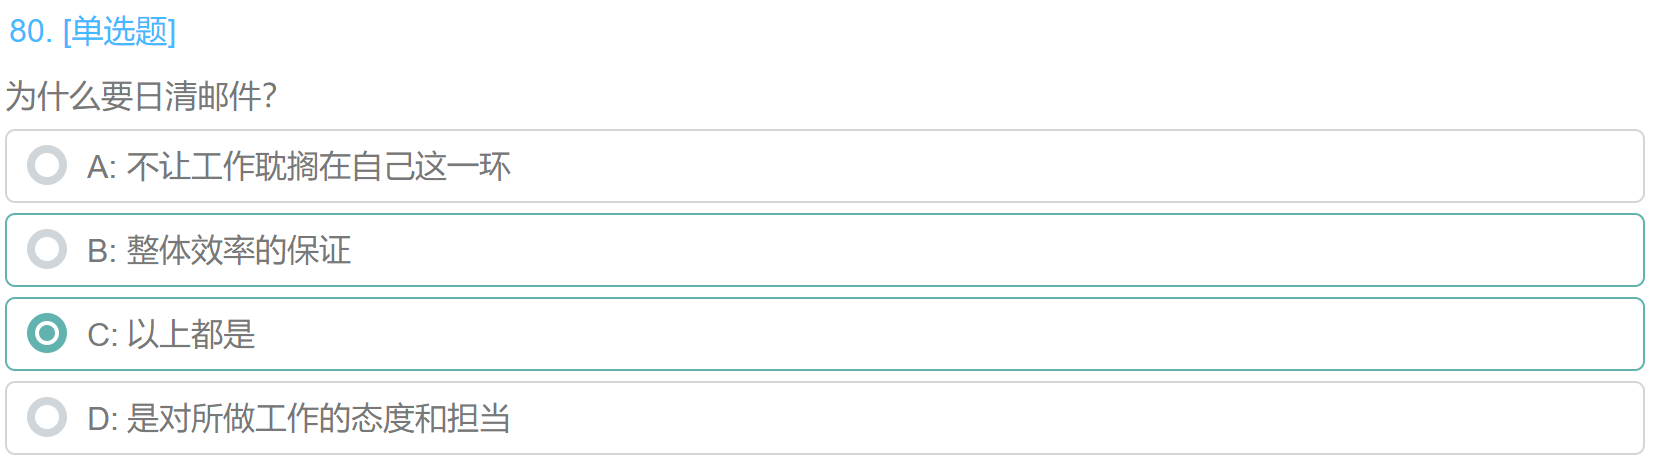 80. [单选题]
为什么要日清邮件?
A: 不让工作耽搁在自己这一环
B: 整体效率的保证
C: 以上都是
D: 是对所做工作的态度和担当